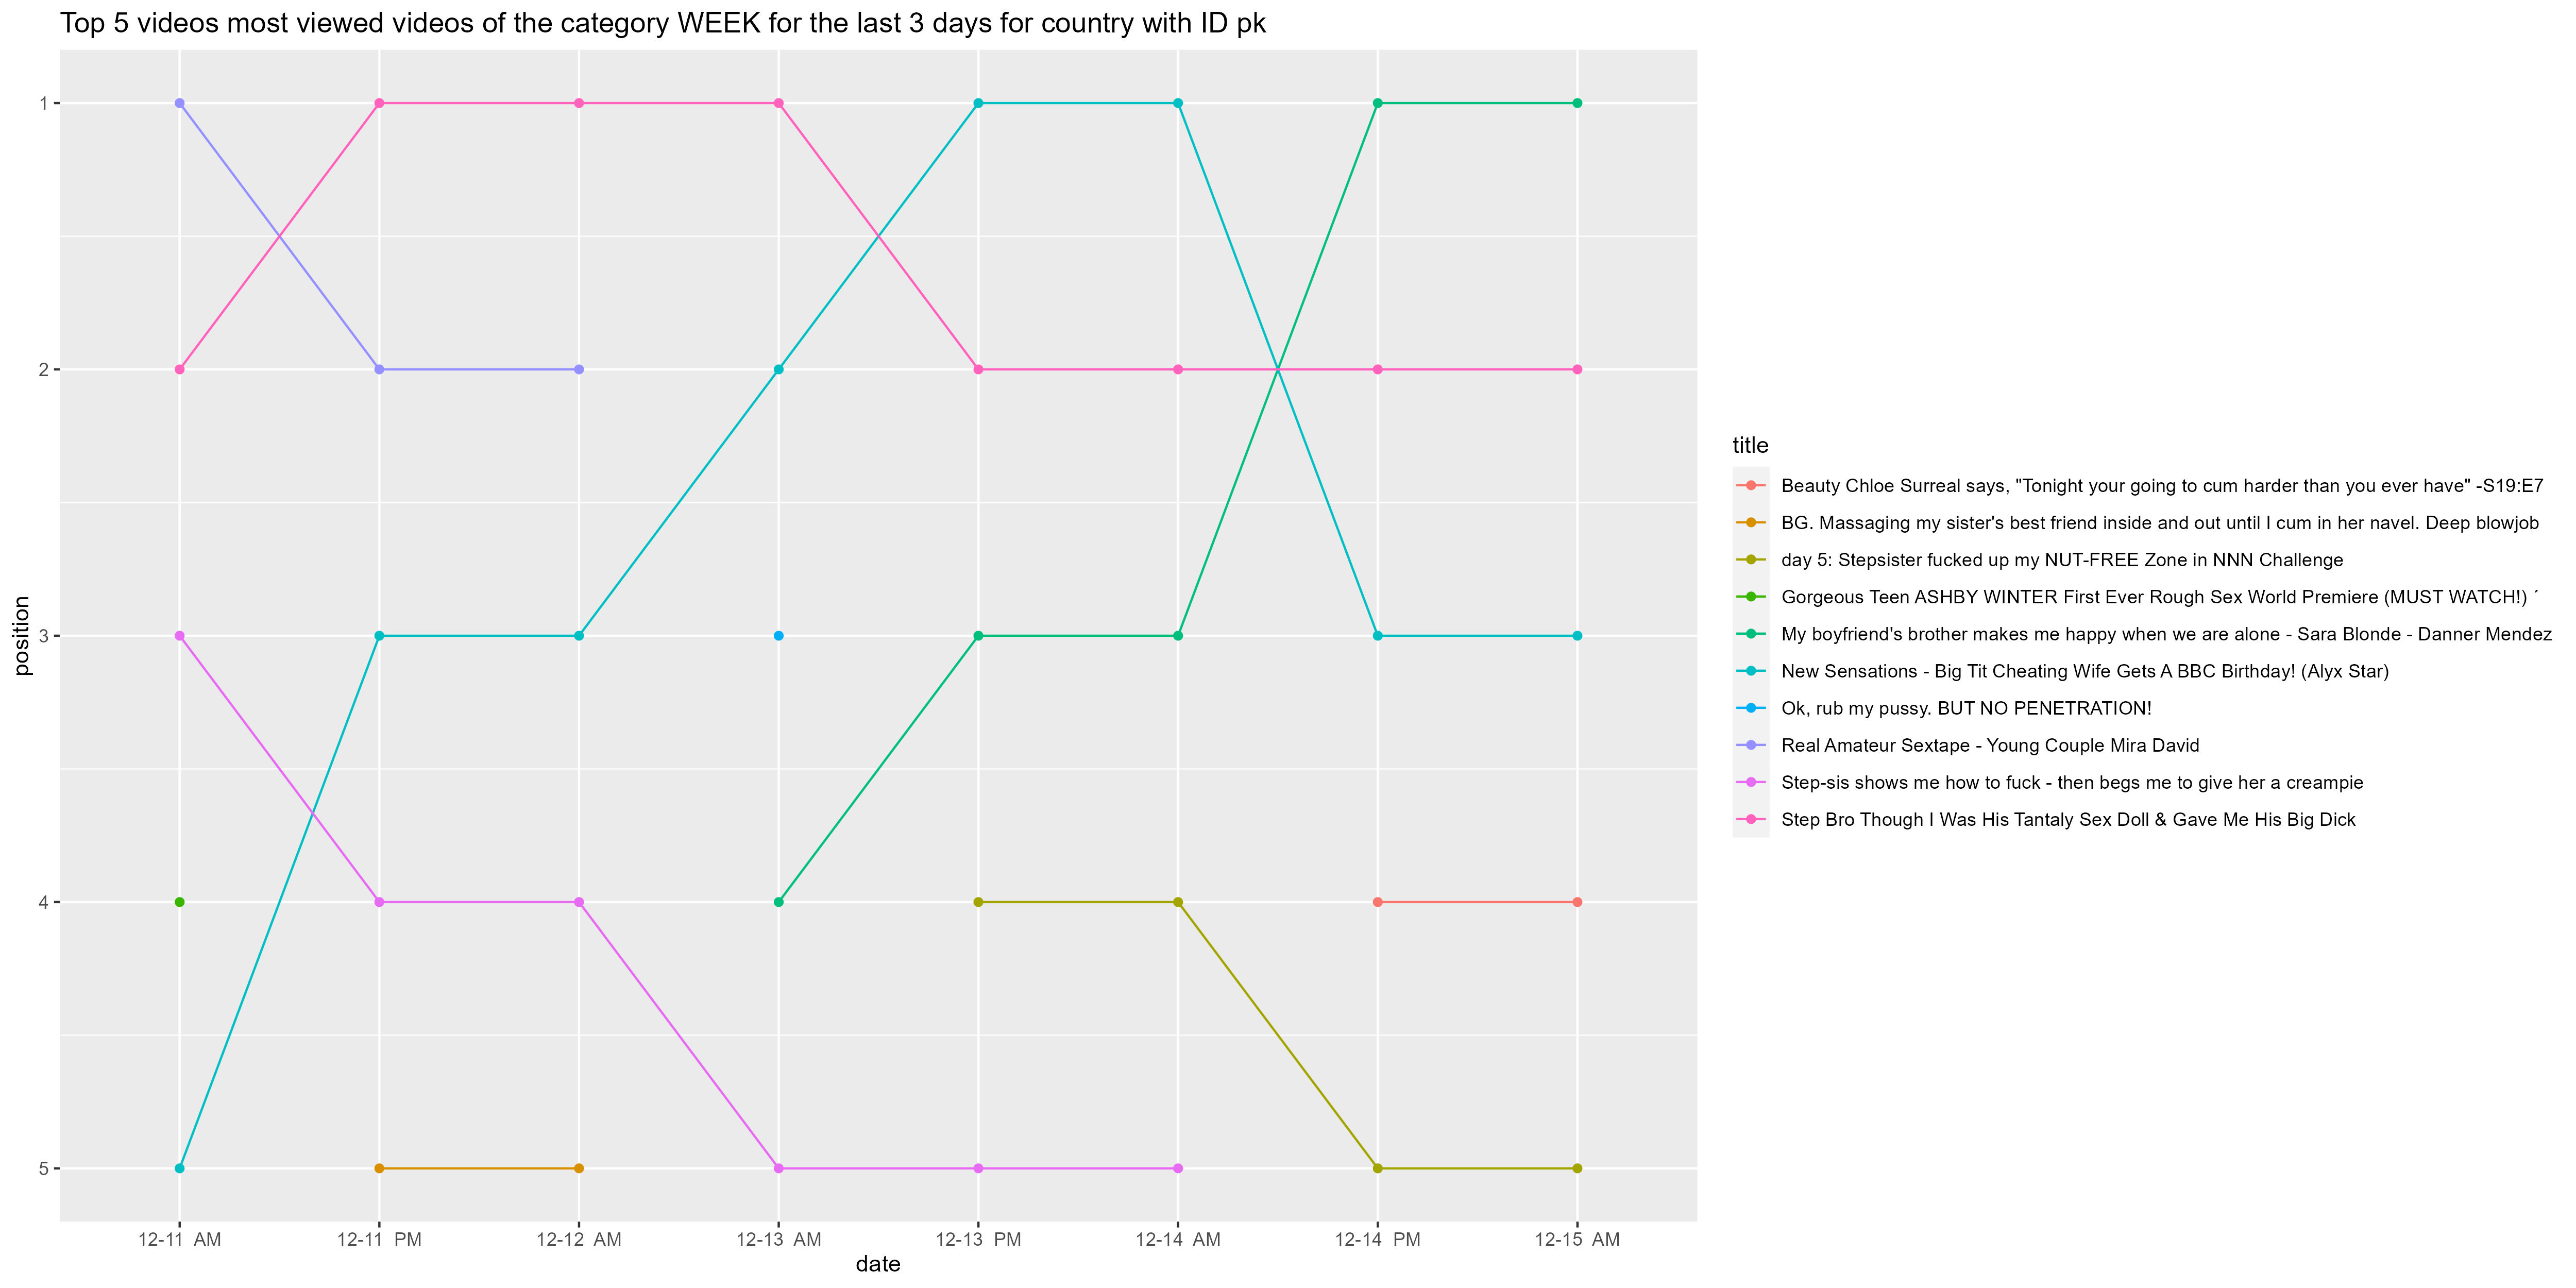 Top 5 videos most viewed videos of the category WEEK for the last 3 days for country with ID pk
position
1
2
3
4
5
12-11 AM
12-11 PM
12-12 AM
12-13 AM
12-13 PM
12-14 AM
12-14 PM
12-15 AM
date
title
Beauty Chloe Surreal says, "Tonight your going to cum harder than you ever have" -S19:E7
BG. Massaging my sister's best friend inside and out until I cum in her navel. Deep blowjob
day 5: Stepsister fucked up my NUT-FREE Zone in NNN Challenge
Gorgeous Teen ASHBY WINTER First Ever Rough Sex World Premiere (MUST WATCH!) ´
My boyfriend's brother makes me happy when we are alone - Sara Blonde - Danner Mendez
New Sensations - Big Tit Cheating Wife Gets A BBC Birthday! (Alyx Star)
Ok, rub my pussy. BUT NO PENETRATION!
Real Amateur Sextape - Young Couple Mira David
Step-sis shows me how to fuck - then begs me to give her a creampie
Step Bro Though I Was His Tantaly Sex Doll & Gave Me His Big Dick